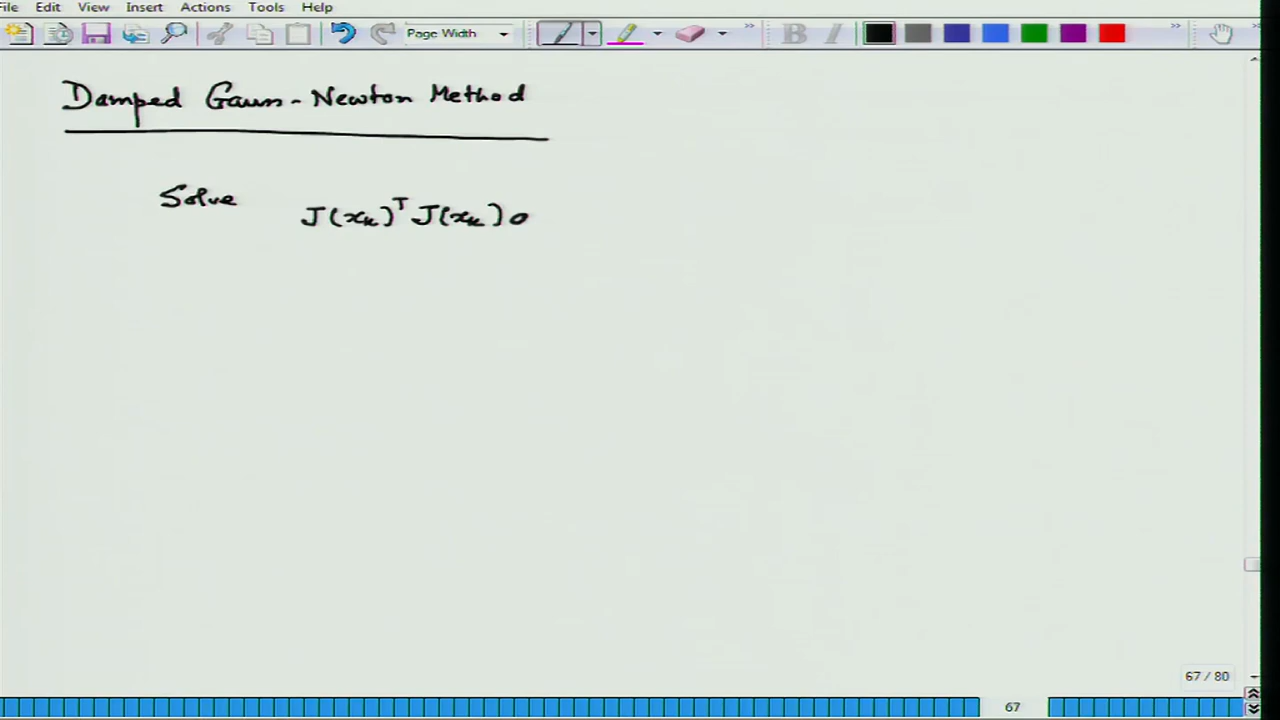 File Edit View Insert Actions Tools Help
Page Width
B I
Damped Gauss-Newton Method
Solve J(xₖ)ᵀ J(xₖ)
67 / 80
67